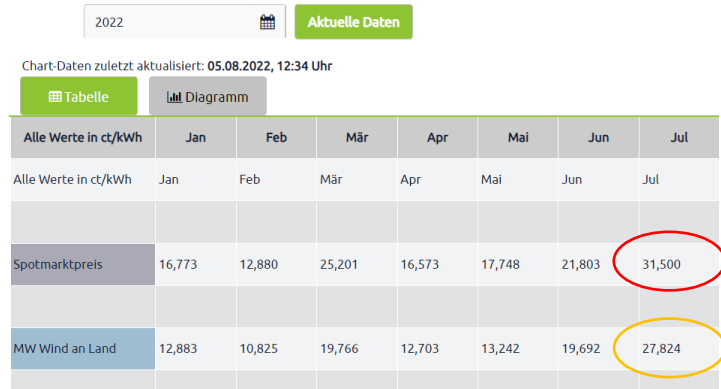 2022 Aktuelle Daten
Chart-Daten zuletzt aktualisiert: 05.08.2022, 12:34 Uhr
Tabelle Diagramm
Alle Werte in ct/kWh Jan Feb Mär Apr Mai Jun Jul
Alle Werte in ct/kWh Jan Feb Mär Apr Mai Jun Jul
Spotmarktpreis 16,773 12,880 25,201 16,573 17,748 21,803 31,500
MW Wind an Land 12,883 10,825 19,766 12,703 13,242 19,692 27,824